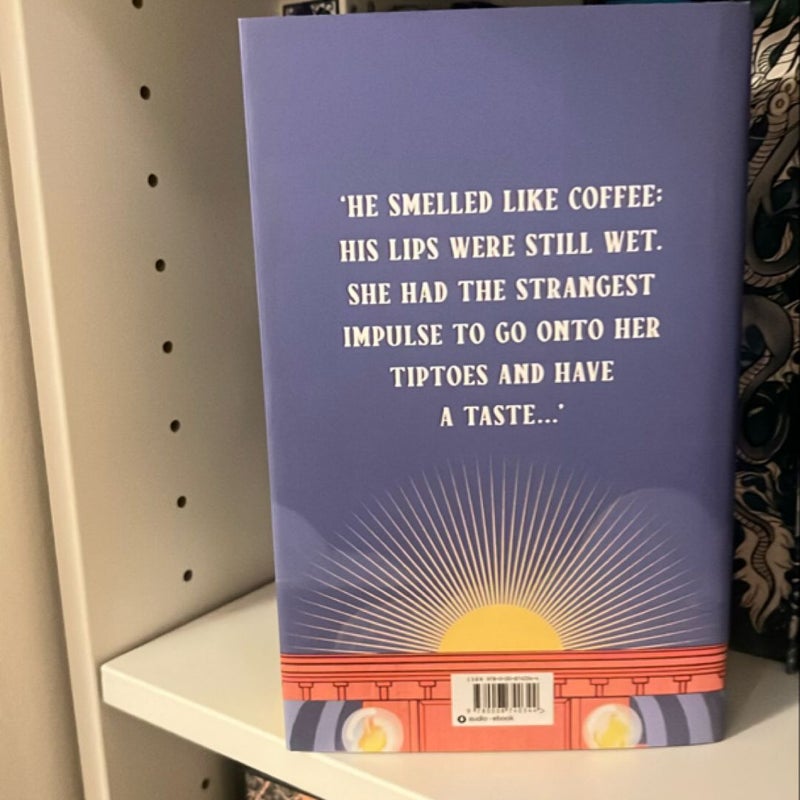 'HE SMELLED LIKE COFFEE;
HIS LIPS WERE STILL WET.
SHE HAD THE STRANGEST
IMPULSE TO GO ONTO HER
TIPTOES AND HAVE
A TASTE...'
ISBN
audio · ebook